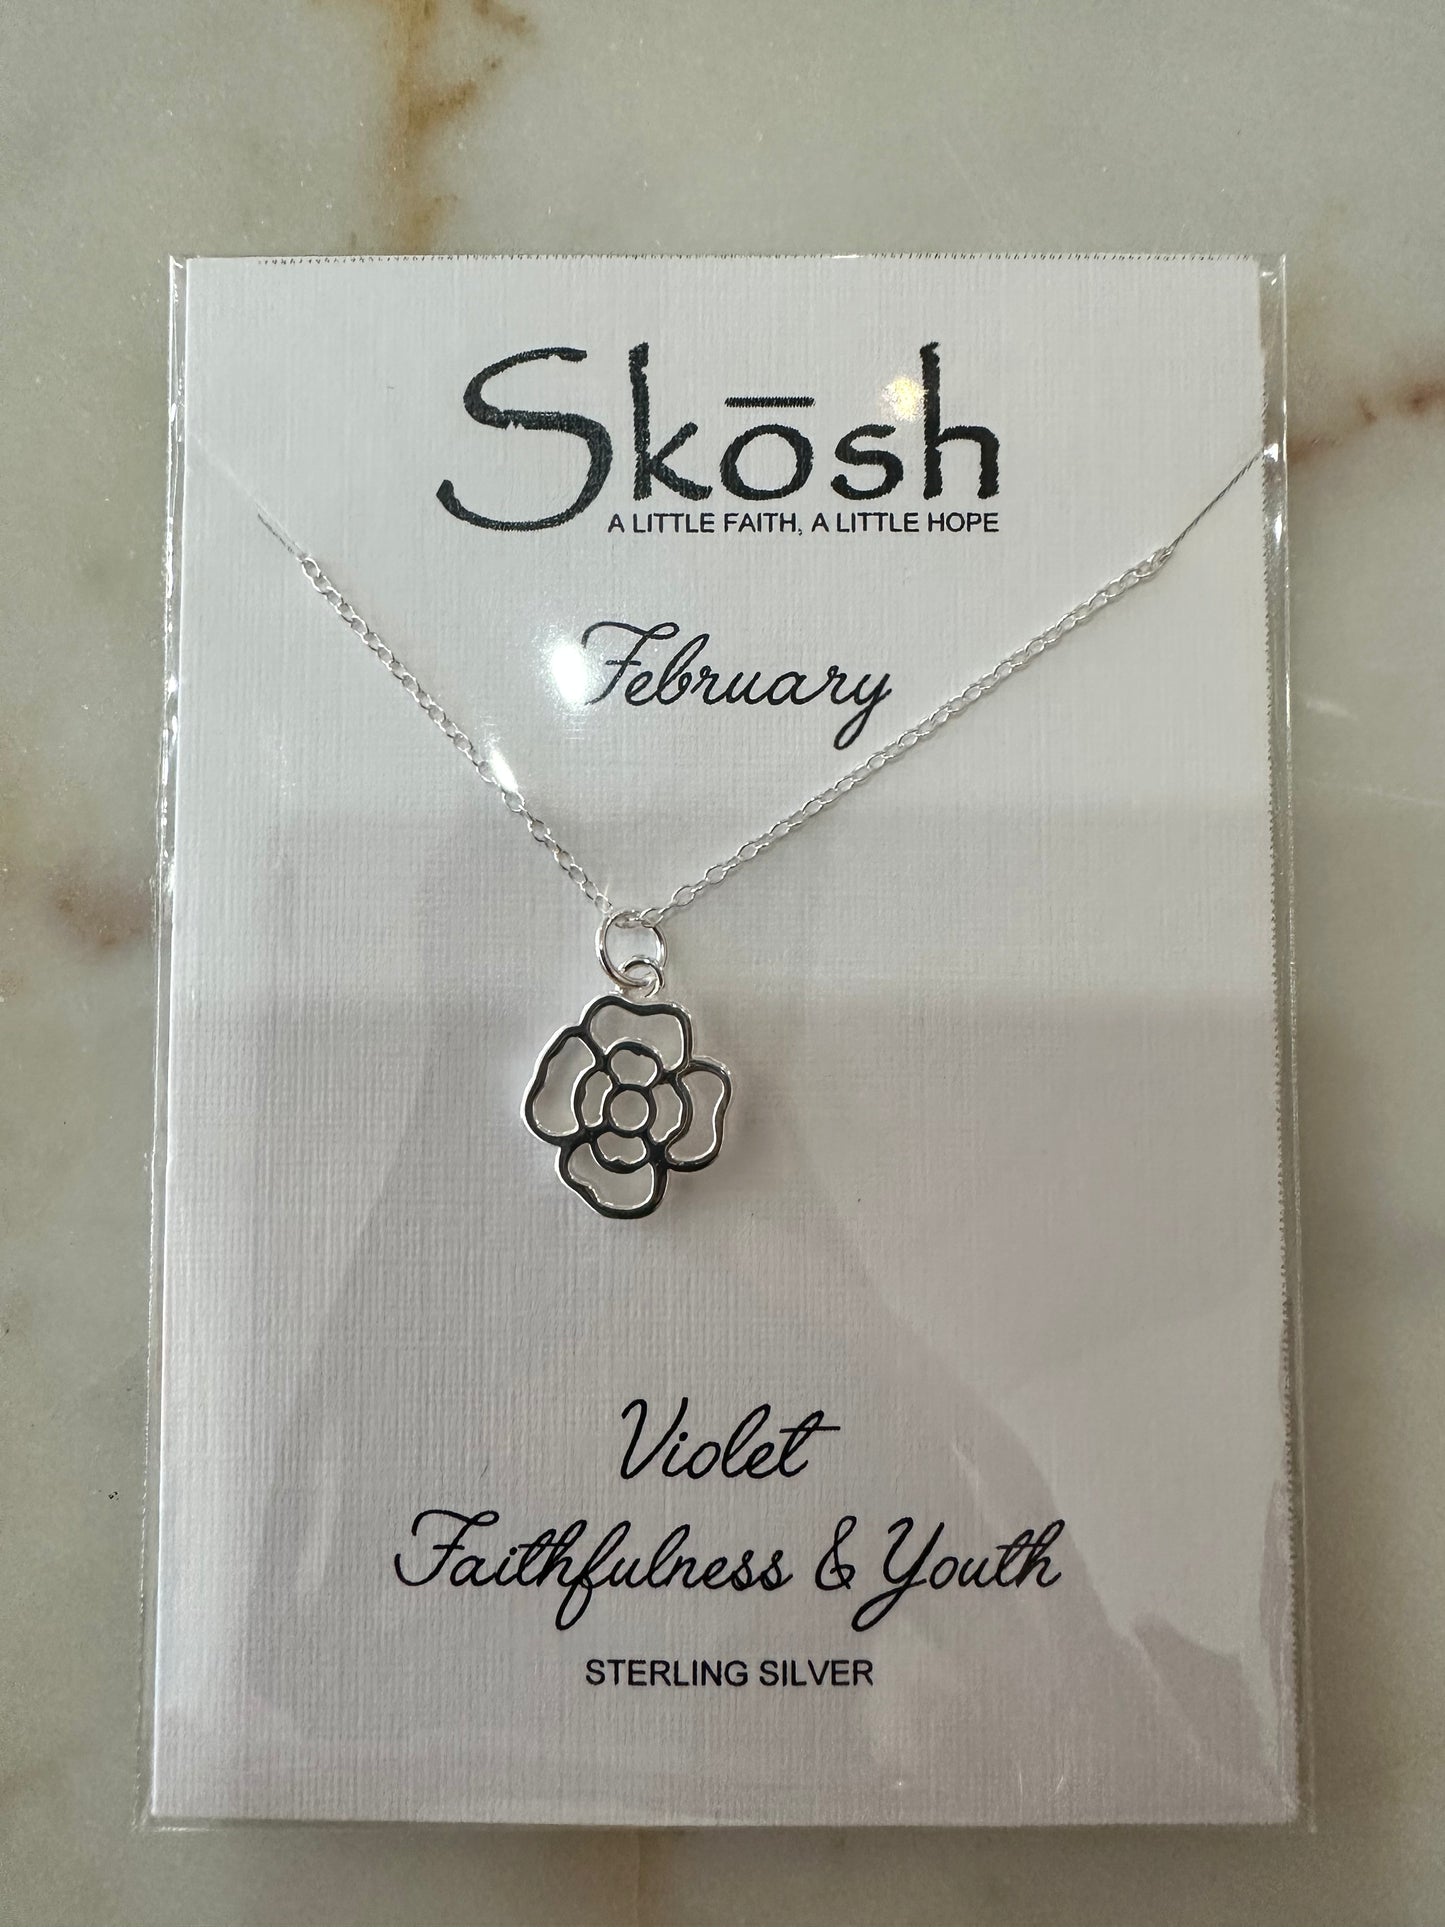 Skōsh
A LITTLE FAITH, A LITTLE HOPE
February
Violet
Faithfulness & Youth
STERLING SILVER